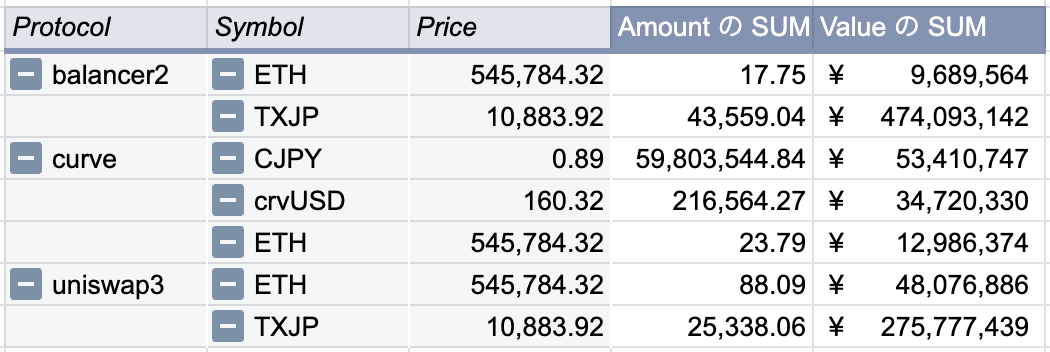 Protocol Symbol Price Amount の SUM Value の SUM
balancer2 ETH 545,784.32 17.75 ¥ 9,689,564
TXJP 10,883.92 43,559.04 ¥ 474,093,142
curve CJPY 0.89 59,803,544.84 ¥ 53,410,747
crvUSD 160.32 216,564.27 ¥ 34,720,330
ETH 545,784.32 23.79 ¥ 12,986,374
uniswap3 ETH 545,784.32 88.09 ¥ 48,076,886
TXJP 10,883.92 25,338.06 ¥ 275,777,439